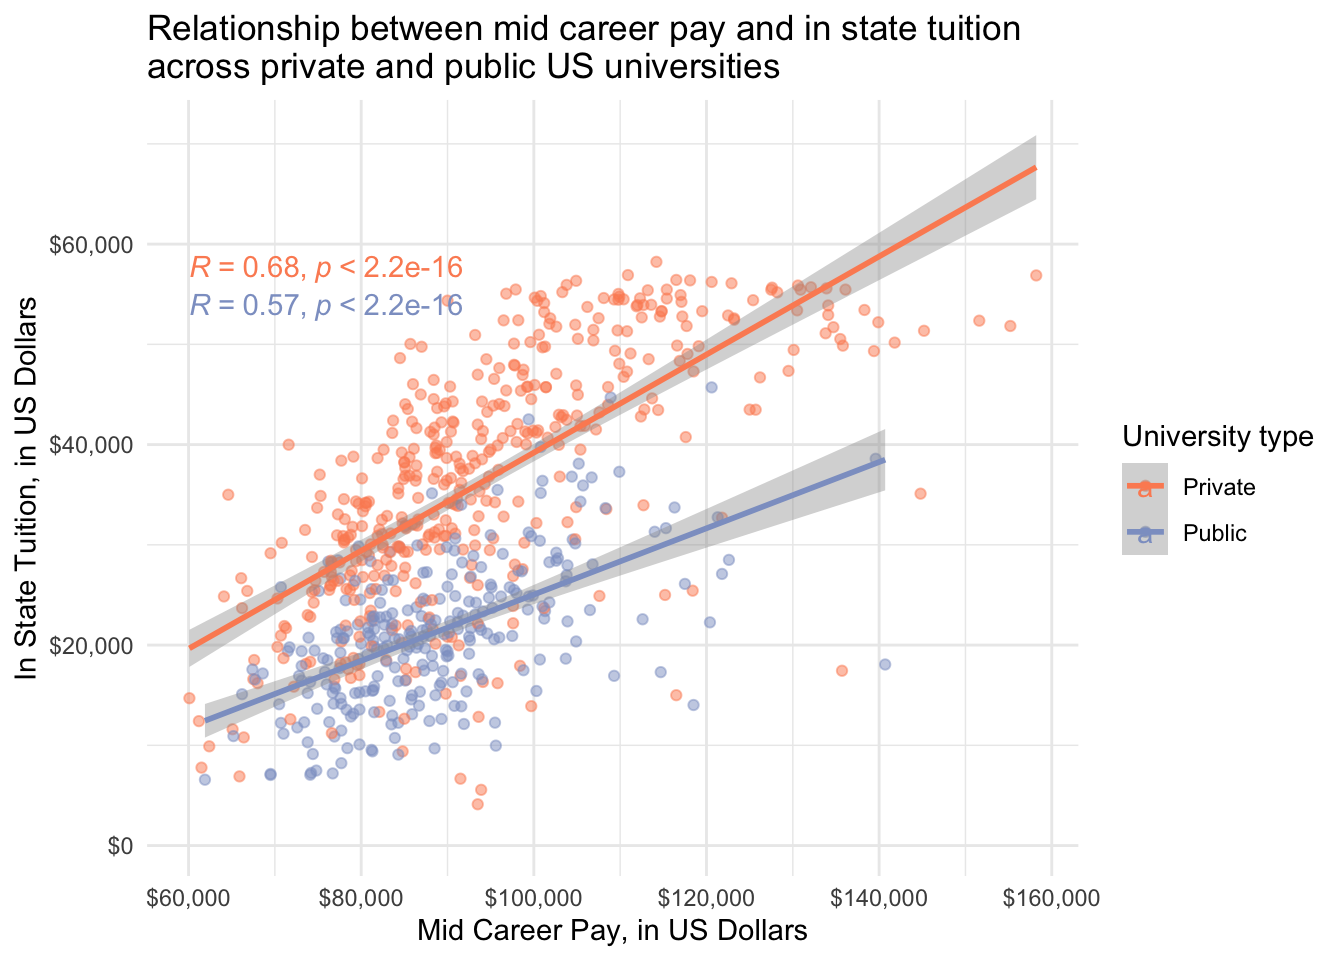 Relationship between mid career pay and in state tuition
across private and public US universities
In State Tuition, in US Dollars
$60,000
$40,000
$20,000
$0
R = 0.68, p < 2.2e-16
R = 0.57, p < 2.2e-16
$60,000 $80,000 $100,000 $120,000 $140,000 $160,000
Mid Career Pay, in US Dollars
University type
a Private
a Public